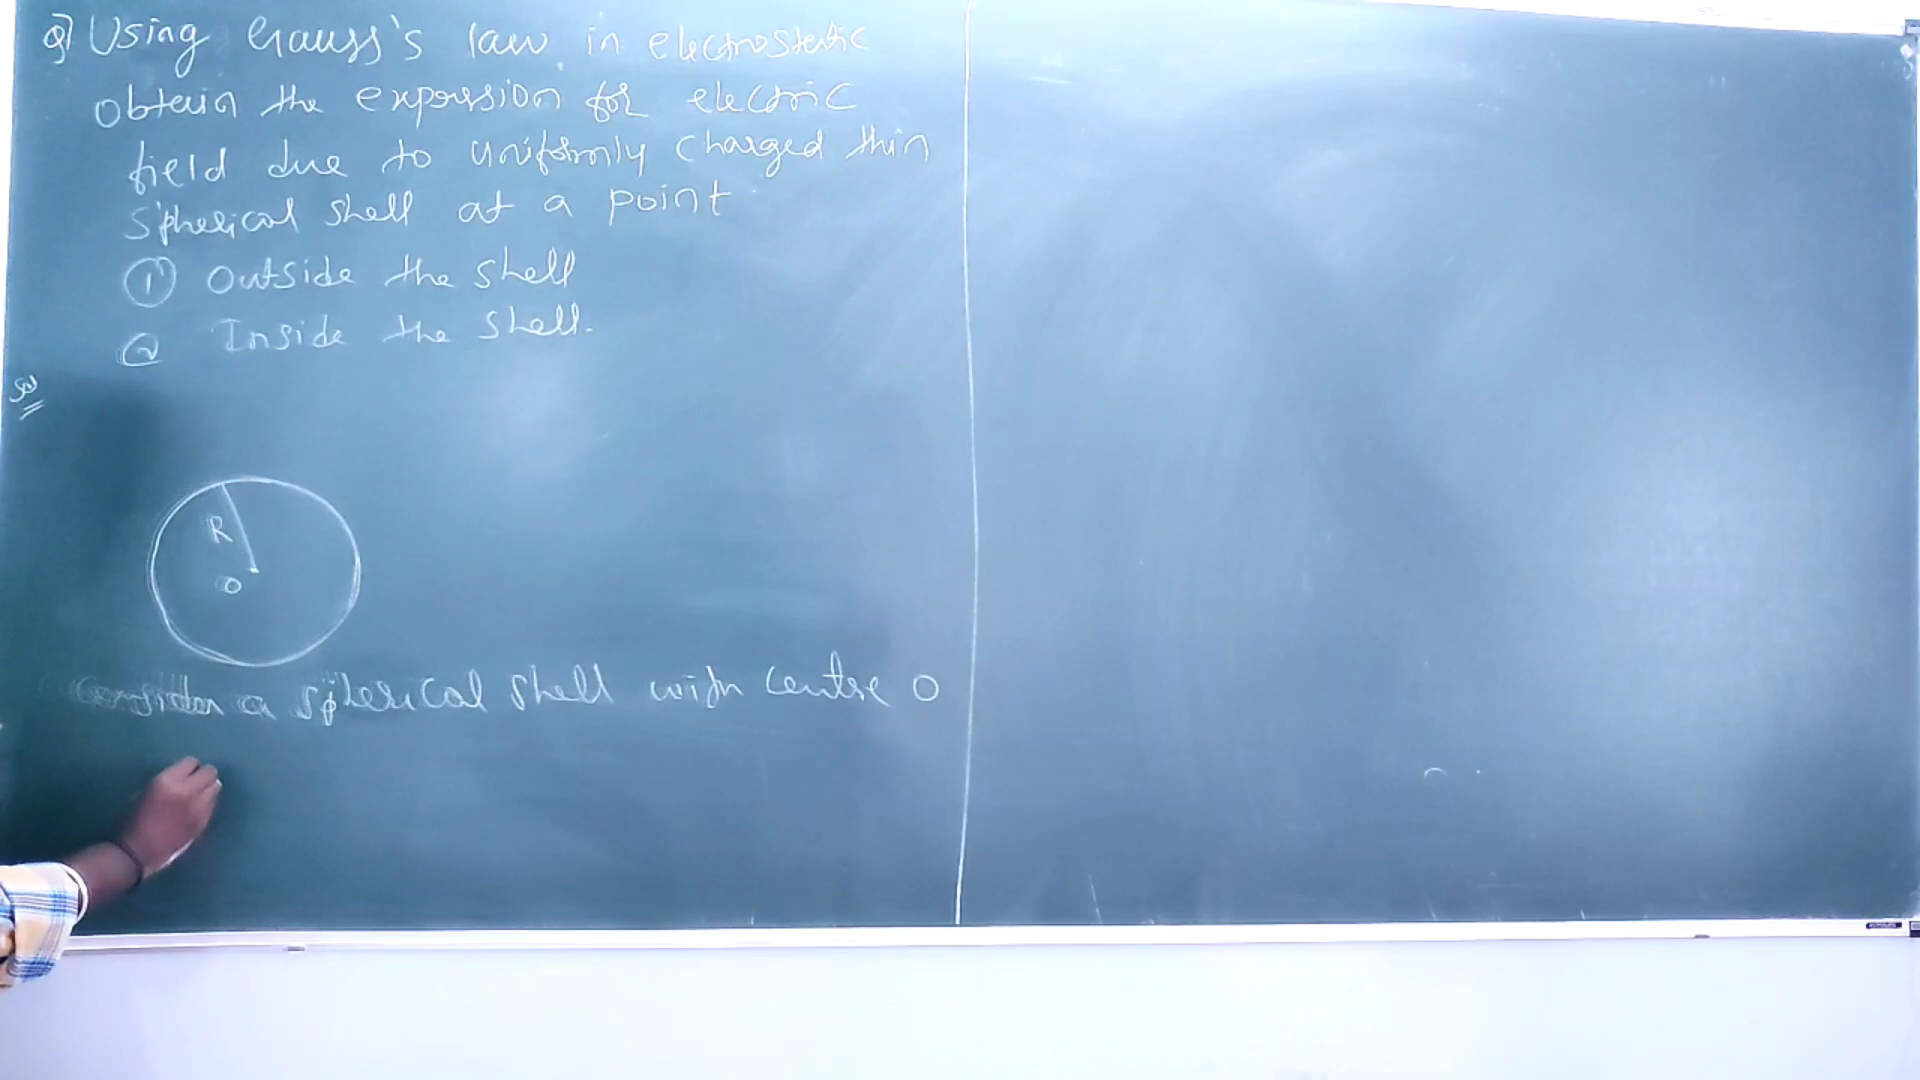 Q] Using Gauss's law in electrostatic
obtain the expression for electric
field due to uniformly charged thin
Spherical shell at a point
① Outside the shell
② Inside the shell.
Sol
R
O
Consider a spherical shell with centre O